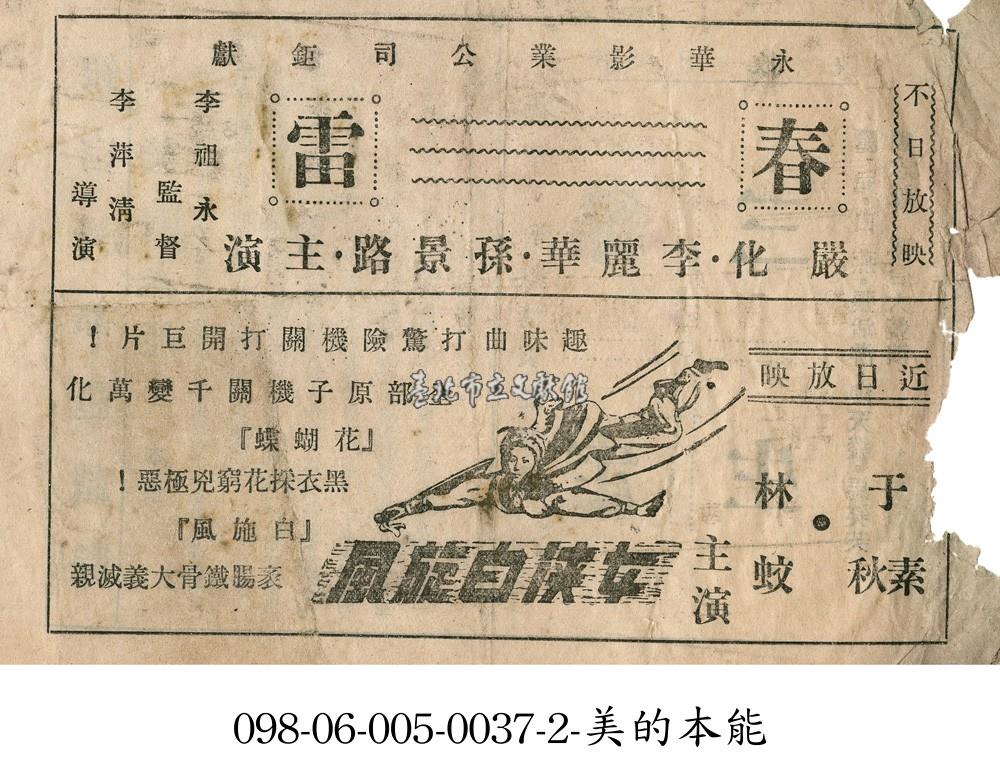 不日放映
永華影業公司鉅獻
春雷
嚴化·李麗華·孫景路·主演
李祖永監督
李萍清導演
近日放映
于素秋·林蚊
主演
趣味曲打驚險機關打開巨片!
部原子機關千變萬化
『花蝴蝶』
黑衣採花窮兇極惡!
『白施風』
腸鐵骨大義滅親
女俠白旋風
臺北市立文獻館
098-06-005-0037-2-美的本能